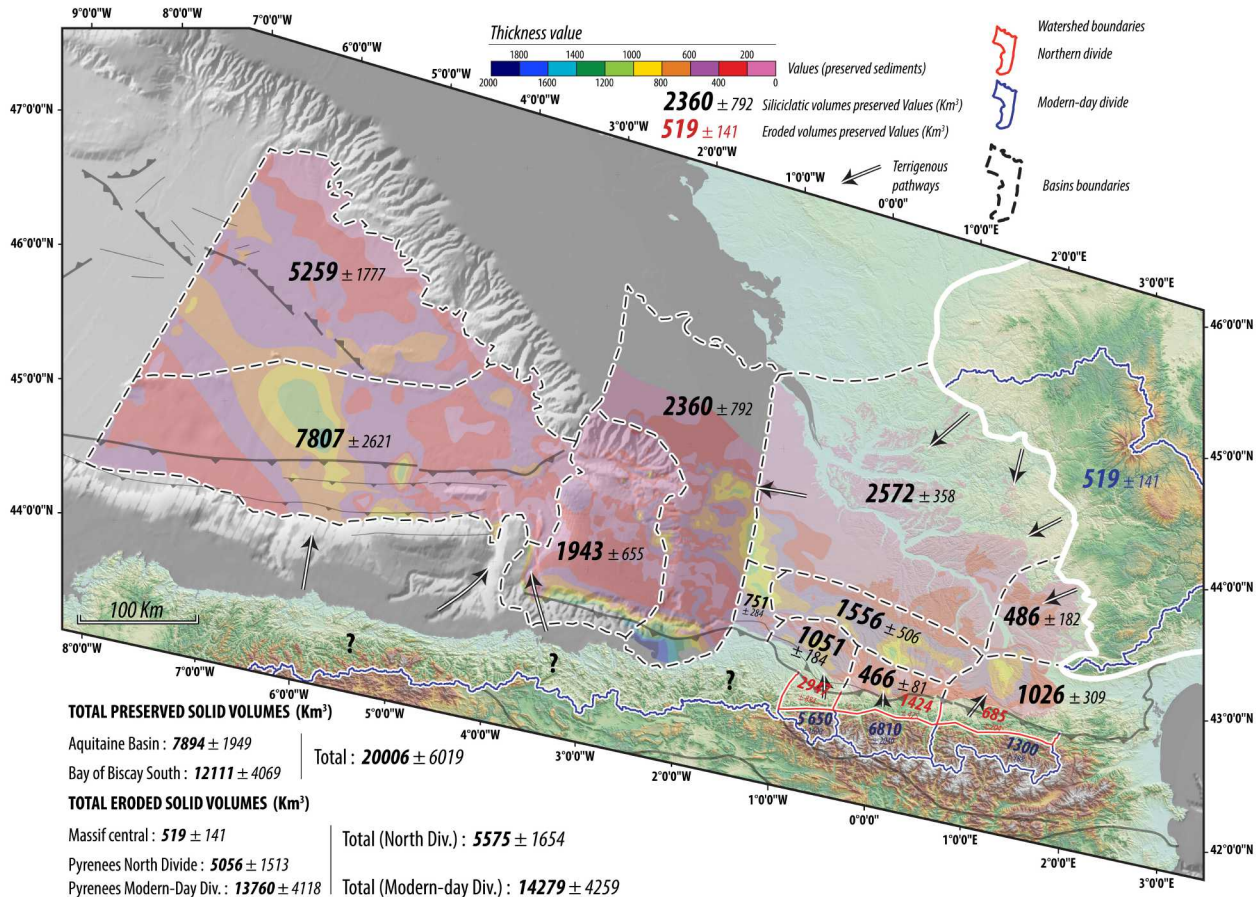 9°0'0"W 8°0'0"W 7°0'0"W
6°0'0"W
5°0'0"W
4°0'0"W
3°0'0"W
2°0'0"W
1°0'0"W
0°0'0"
1°0'0"E
2°0'0"E
3°0'0"E
Thickness value
1800 1400 1000 600 200
2000 1600 1200 800 400 0
Values (preserved sediments)
2360 ± 792 Siliciclatic volumes preserved Values (Km³)
519 ± 141 Eroded volumes preserved Values (Km³)
Terrigenous
pathways
Watershed boundaries
Northern divide
Modern-day divide
Basins boundaries
47°0'0"N
46°0'0"N
45°0'0"N
44°0'0"N
46°0'0"N
45°0'0"N
44°0'0"N
43°0'0"N
42°0'0"N
5259 ± 1777
7807 ± 2621
2360 ± 792
1943 ± 655
2572 ± 358
519 ± 141
751
± 284
1556 ± 506
486 ± 182
1051
± 184
466 ± 81
1026 ± 309
1424
685
5650
6810
1300
100 Km
? ? ?
8°0'0"W
7°0'0"W
6°0'0"W
5°0'0"W
4°0'0"W
3°0'0"W
2°0'0"W
1°0'0"W
0°0'0"
1°0'0"E
2°0'0"E
3°0'0"E
TOTAL PRESERVED SOLID VOLUMES (Km³)
Aquitaine Basin : 7894 ± 1949
Bay of Biscay South : 12111 ± 4069
Total : 20006 ± 6019
TOTAL ERODED SOLID VOLUMES (Km³)
Massif central : 519 ± 141
Pyrenees North Divide : 5056 ± 1513
Pyrenees Modern-Day Div. : 13760 ± 4118
Total (North Div.) : 5575 ± 1654
Total (Modern-day Div.) : 14279 ± 4259